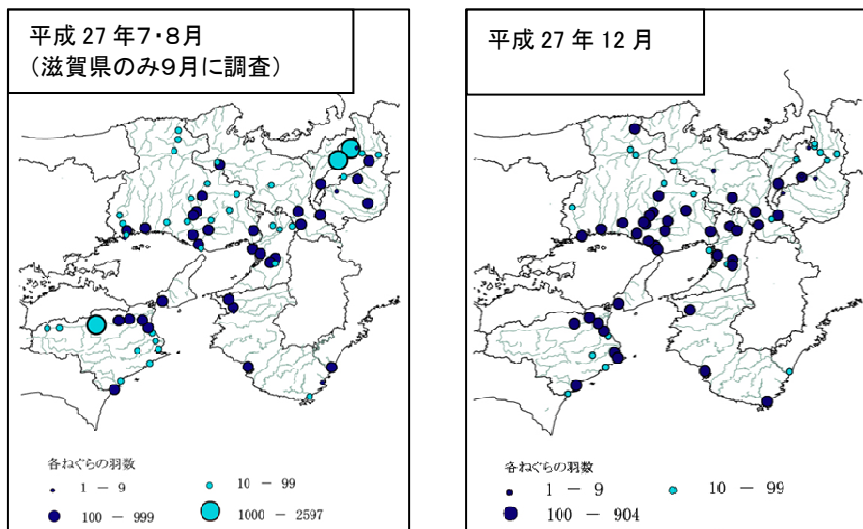 平成 27 年７・８月
（滋賀県のみ９月に調査）
各ねぐらの羽数
1 － 9
10 － 99
100 － 999
1000 － 2597
平成 27 年 12 月
各ねぐらの羽数
1 － 9
10 － 99
100 － 904